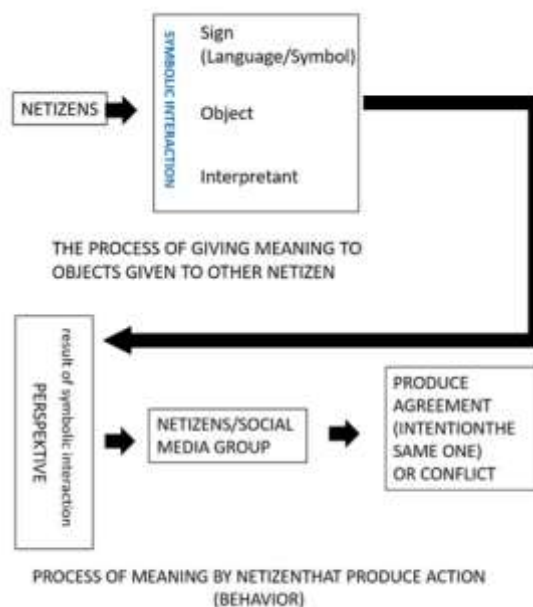 NETIZENS
SYMBOLIC INTERACTION
Sign
(Language/Symbol)
Object
Interpretant
THE PROCESS OF GIVING MEANING TO
OBJECTS GIVEN TO OTHER NETIZEN
result of symbolic interaction
PERSPEKTIVE
NETIZENS/SOCIAL
MEDIA GROUP
PRODUCE
AGREEMENT
(INTENTIONTHE
SAME ONE)
OR CONFLICT
PROCESS OF MEANING BY NETIZENTHAT PRODUCE ACTION
(BEHAVIOR)